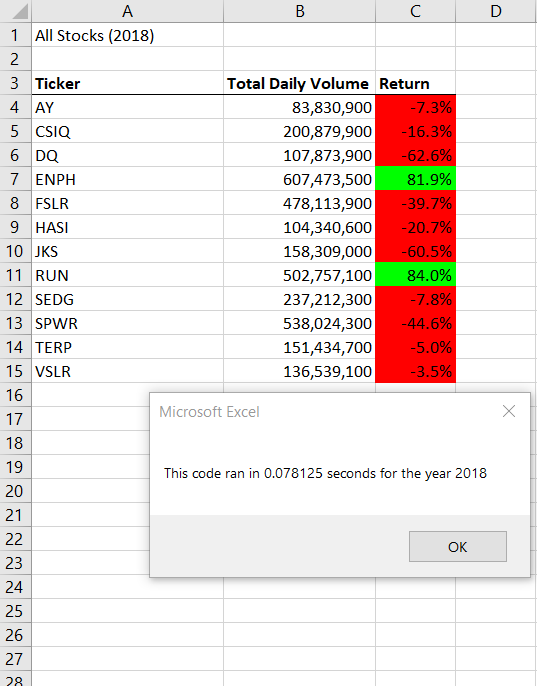 A B C D
1 All Stocks (2018)
2
3 Ticker Total Daily Volume Return
4 AY 83,830,900 -7.3%
5 CSIQ 200,879,900 -16.3%
6 DQ 107,873,900 -62.6%
7 ENPH 607,473,500 81.9%
8 FSLR 478,113,900 -39.7%
9 HASI 104,340,600 -20.7%
10 JKS 158,309,000 -60.5%
11 RUN 502,757,100 84.0%
12 SEDG 237,212,300 -7.8%
13 SPWR 538,024,300 -44.6%
14 TERP 151,434,700 -5.0%
15 VSLR 136,539,100 -3.5%
16
17 Microsoft Excel
18
19 This code ran in 0.078125 seconds for the year 2018
20
21
22 OK
23
24
25
26
27
28